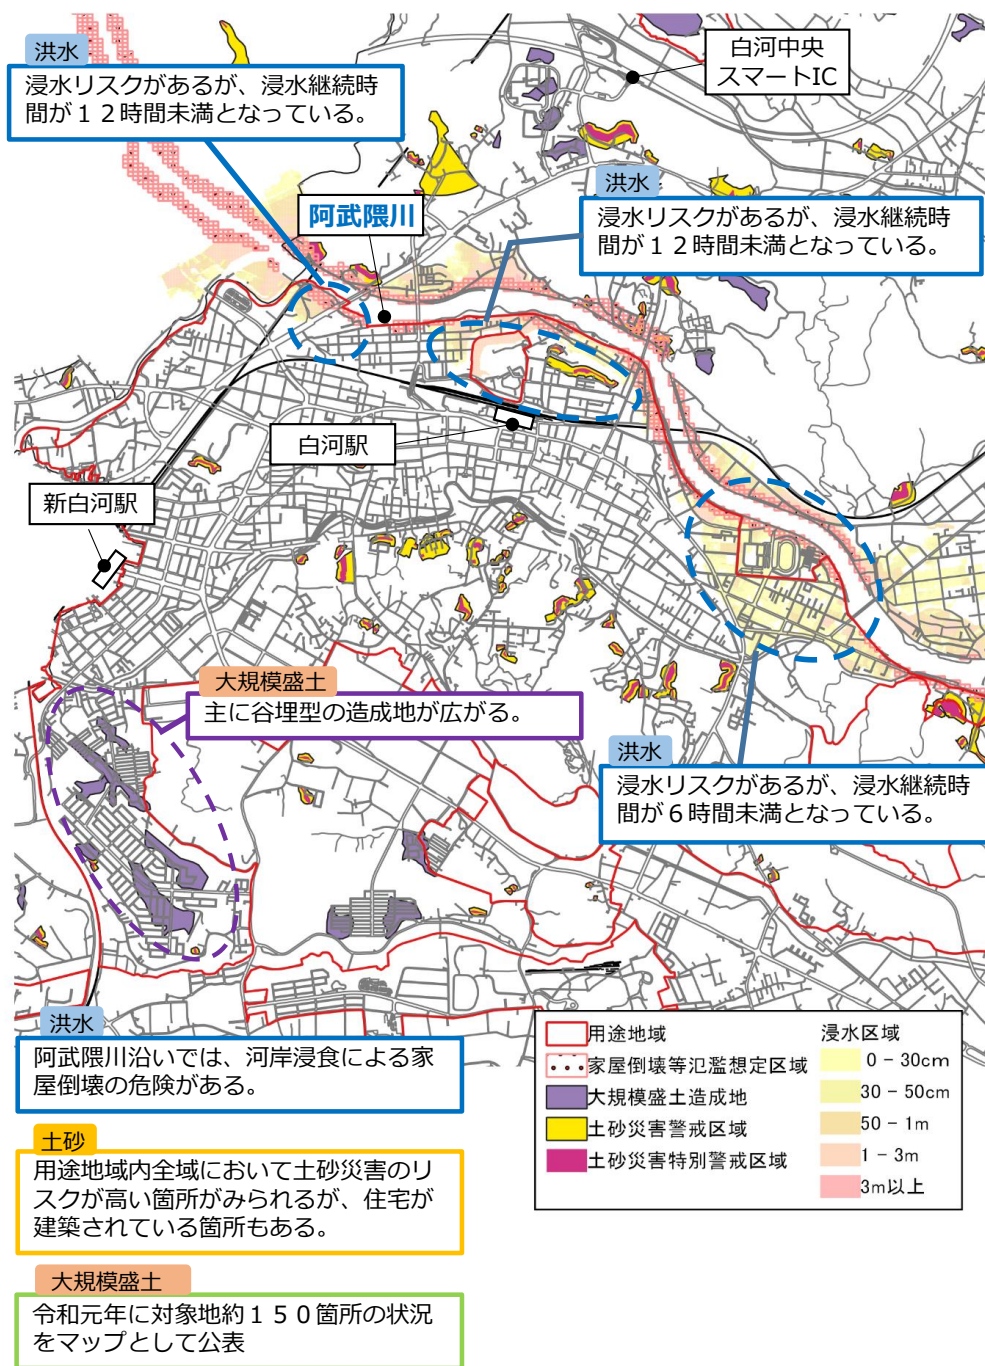 洪水
浸水リスクがあるが、浸水継続時
間が１２時間未満となっている。
白河中央
スマートIC
洪水
浸水リスクがあるが、浸水継続時
間が１２時間未満となっている。
阿武隈川
白河駅
新白河駅
大規模盛土
主に谷埋型の造成地が広がる。
洪水
浸水リスクがあるが、浸水継続時
間が６時間未満となっている。
洪水
阿武隈川沿いでは、河岸浸食による家
屋倒壊の危険がある。
土砂
用途地域内全域において土砂災害のリ
スクが高い箇所がみられるが、住宅が
建築されている箇所もある。
大規模盛土
令和元年に対象地約１５０箇所の状況
をマップとして公表
用途地域
家屋倒壊等氾濫想定区域
大規模盛土造成地
土砂災害警戒区域
土砂災害特別警戒区域
浸水区域
0 - 30cm
30 - 50cm
50 - 1m
1 - 3m
3m以上